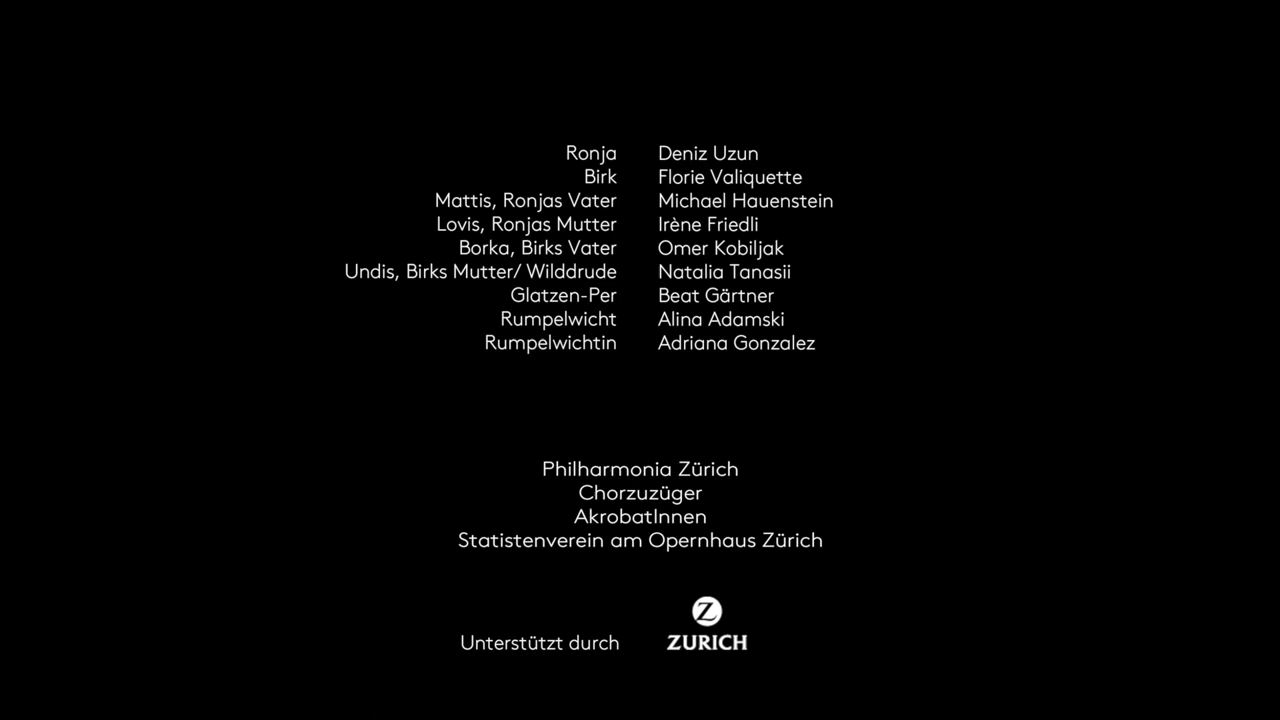 Ronja Deniz Uzun
Birk Florie Valiquette
Mattis, Ronjas Vater Michael Hauenstein
Lovis, Ronjas Mutter Irène Friedli
Borka, Birks Vater Omer Kobiljak
Undis, Birks Mutter/ Wilddrude Natalia Tanasii
Glatzen-Per Beat Gärtner
Rumpelwicht Alina Adamski
Rumpelwichtin Adriana Gonzalez
Philharmonia Zürich
Chorzuzüger
AkrobatInnen
Statistenverein am Opernhaus Zürich
Z
Unterstützt durch ZURICH